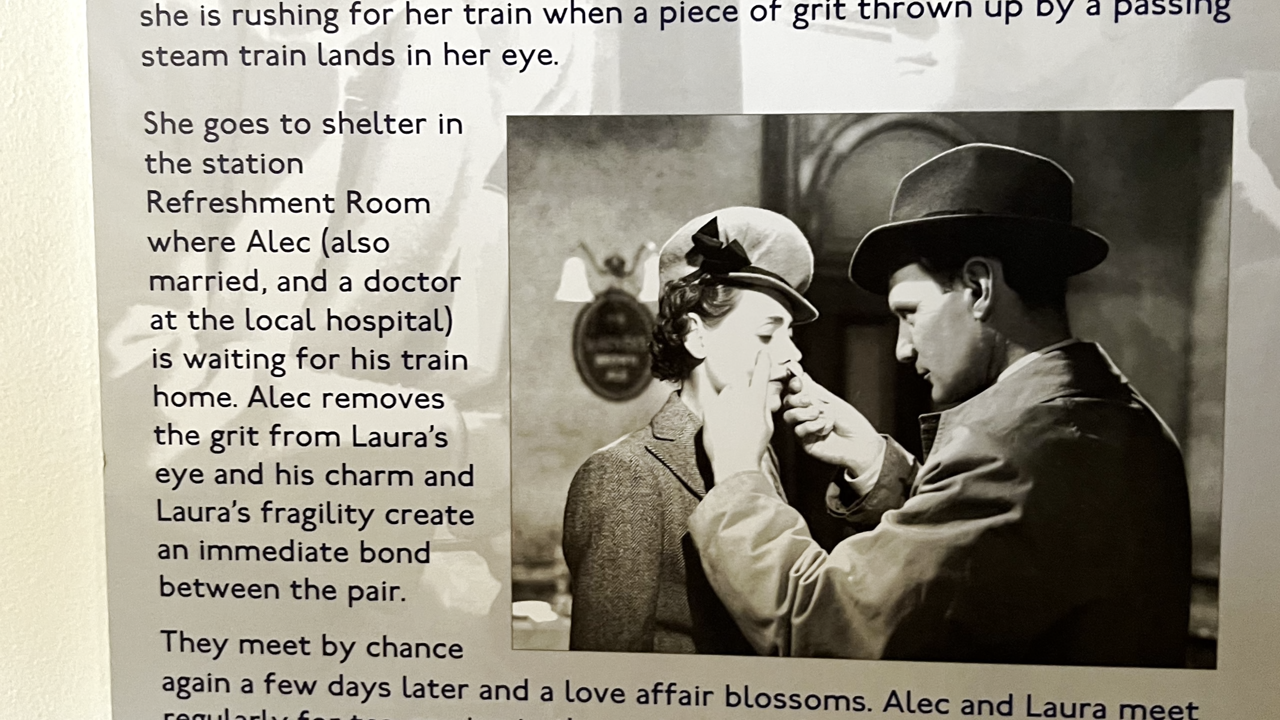 she is rushing for her train when a piece of grit thrown up by a passing
steam train lands in her eye.
She goes to shelter in
the station
Refreshment Room
where Alec (also
married, and a doctor
at the local hospital)
is waiting for his train
home. Alec removes
the grit from Laura's
eye and his charm and
Laura's fragility create
an immediate bond
between the pair.
They meet by chance
again a few days later and a love affair blossoms. Alec and Laura meet
regularly for